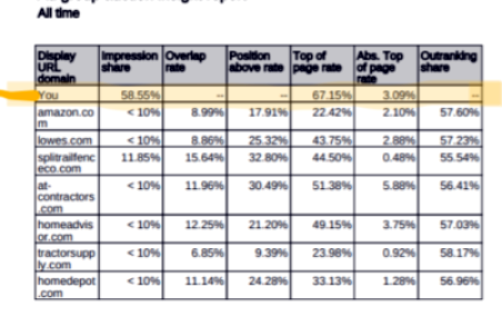 All time
Display URL domain | Impression share | Overlap rate | Position above rate | Top of page rate | Abs. Top of page rate | Outranking share
You | 58.55% | -- | -- | 67.15% | 3.09% | --
amazon.com | < 10% | 8.99% | 17.91% | 22.42% | 2.10% | 57.60%
lowes.com | < 10% | 8.86% | 25.32% | 43.75% | 2.88% | 57.23%
splitrailfenceco.com | 11.85% | 15.64% | 32.80% | 44.50% | 0.48% | 55.54%
at-contractors.com | < 10% | 11.96% | 30.49% | 51.38% | 5.88% | 56.41%
homeadvisor.com | < 10% | 12.25% | 21.20% | 49.15% | 3.75% | 57.03%
tractorsupply.com | < 10% | 6.85% | 9.39% | 23.98% | 0.92% | 58.17%
homedepot.com | < 10% | 11.14% | 24.28% | 33.13% | 1.28% | 56.96%